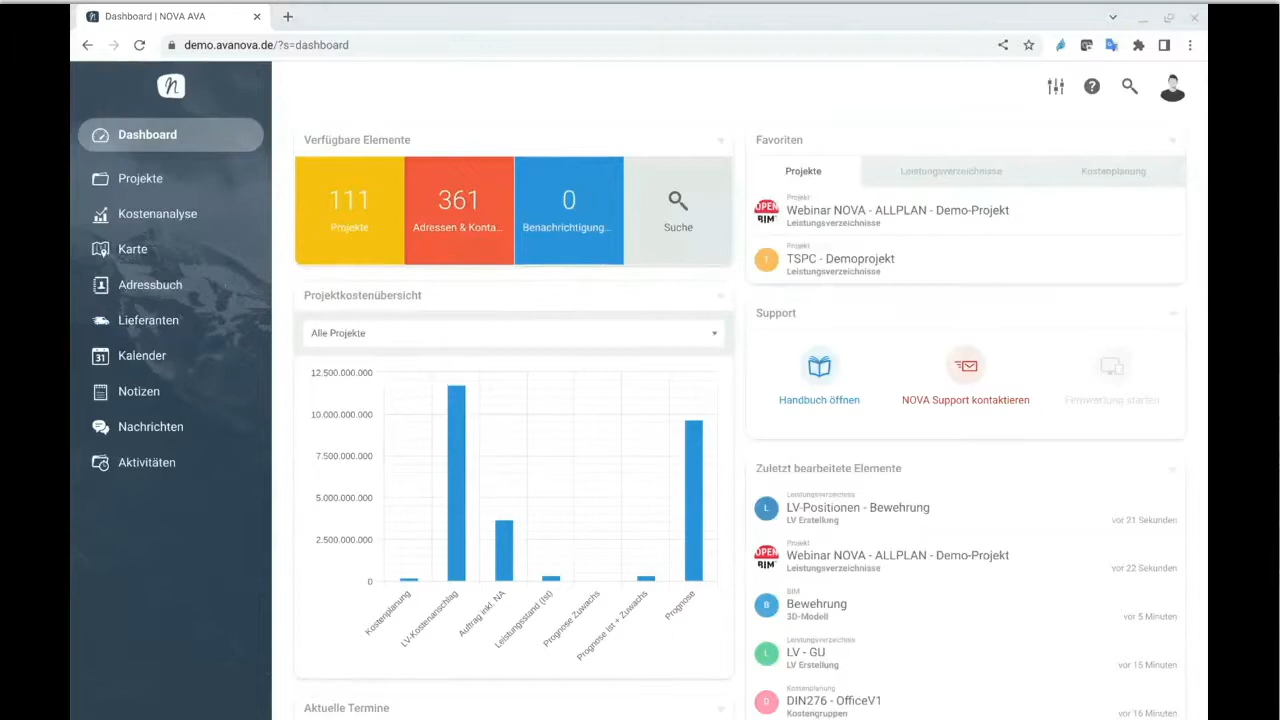 Dashboard | NOVA AVA
demo.avanova.de/?s=dashboard
n
Dashboard
Projekte
Kostenanalyse
Karte
Adressbuch
Lieferanten
31
Kalender
Notizen
Nachrichten
Aktivitäten
Verfügbare Elemente
111
Projekte
361
Adressen & Konta...
0
Benachrichtigung...
Suche
Projektkostenübersicht
Alle Projekte
12.500.000.000
10.000.000.000
7.500.000.000
5.000.000.000
2.500.000.000
0
Kostenplanung
LV-Kostenanschlag
Auftrag inkl. NA
Leistungsstand (Ist)
Prognose Zuwachs
Prognose Ist + Zuwachs
Prognose
Aktuelle Termine
Favoriten
Projekte
Leistungsverzeichnisse
Kostenplanung
OPEN BIM
Projekt
Webinar NOVA - ALLPLAN - Demo-Projekt
Leistungsverzeichnisse
T
Projekt
TSPC - Demoprojekt
Leistungsverzeichnisse
Support
Handbuch öffnen
NOVA Support kontaktieren
Fernwartung starten
Zuletzt bearbeitete Elemente
L
Leistungsverzeichnis
LV-Positionen - Bewehrung
LV Erstellung
vor 21 Sekunden
OPEN BIM
Projekt
Webinar NOVA - ALLPLAN - Demo-Projekt
Leistungsverzeichnisse
vor 22 Sekunden
B
BIM
Bewehrung
3D-Modell
vor 5 Minuten
L
Leistungsverzeichnis
LV - GU
LV Erstellung
vor 15 Minuten
D
Kostenplanung
DIN276 - OfficeV1
Kostengruppen
vor 16 Minuten